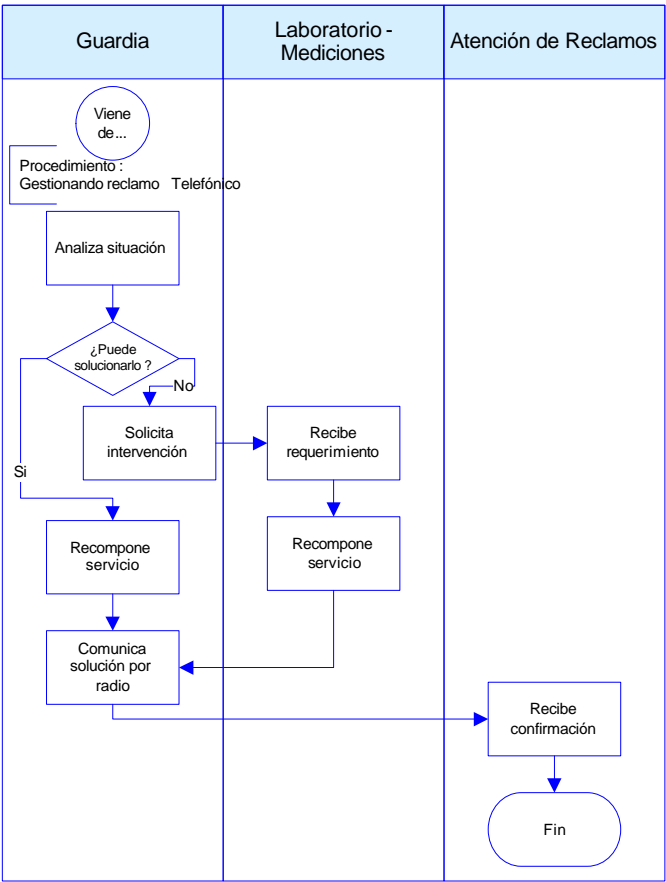 Guardia
Laboratorio -
Mediciones
Atención de Reclamos
Viene
de...
Procedimiento :
Gestionando reclamo Telefónico
Analiza situación
¿Puede
solucionarlo ?
No
Solicita
intervención
Recibe
requerimiento
Si
Recompone
servicio
Recompone
servicio
Comunica
solución por
radio
Recibe
confirmación
Fin